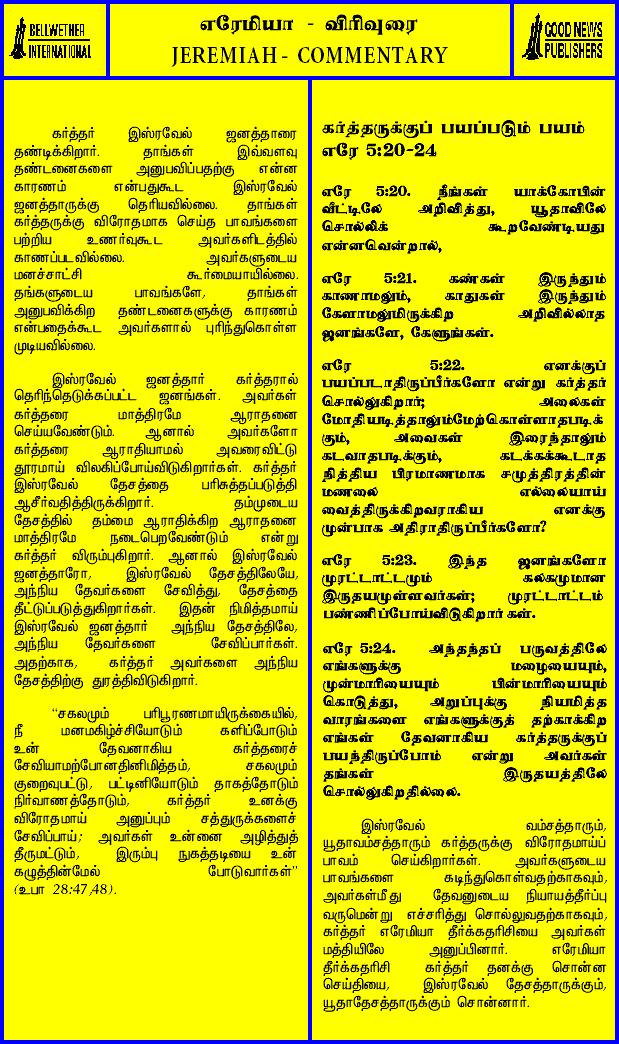 BELLWETHER
INTERNATIONAL
எரேமியா - விரிவுரை
JEREMIAH - COMMENTARY
GOOD NEWS
PUBLISHERS
கர்த்தர் இஸ்ரவேல் ஜனத்தாரை
தண்டிக்கிறார். தாங்கள் இவ்வளவு
தண்டனைகளை அனுபவிப்பதற்கு என்ன
காரணம் என்பதுகூட இஸ்ரவேல்
ஜனத்தாருக்கு தெரியவில்லை. தாங்கள்
கர்த்தருக்கு விரோதமாக செய்த பாவங்களை
பற்றிய உணர்வுகூட அவர்களிடத்தில்
காணப்படவில்லை. அவர்களுடைய
மனச்சாட்சி கூர்மையாயில்லை.
தங்களுடைய பாவங்களே, தாங்கள்
அனுபவிக்கிற தண்டனைகளுக்கு காரணம்
என்பதைக்கூட அவர்களால் புரிந்துகொள்ள
முடியவில்லை.
இஸ்ரவேல் ஜனத்தார் கர்த்தரால்
தெரிந்தெடுக்கப்பட்ட ஜனங்கள். அவர்கள்
கர்த்தரை மாத்திரமே ஆராதனை
செய்யவேண்டும். ஆனால் அவர்களோ
கர்த்தரை ஆராதியாமல் அவரைவிட்டு
தூரமாய் விலகிப்போய்விடுகிறார்கள். கர்த்தர்
இஸ்ரவேல் தேசத்தை பரிசுத்தப்படுத்தி
ஆசீர்வதித்திருக்கிறார். தம்முடைய
தேசத்தில் தம்மை ஆராதிக்கிற ஆராதனை
மாத்திரமே நடைபெறவேண்டும் என்று
கர்த்தர் விரும்புகிறார். ஆனால் இஸ்ரவேல்
ஜனத்தாரோ, இஸ்ரவேல் தேசத்திலேயே,
அந்நிய தேவர்களை சேவித்து, தேசத்தை
தீட்டுப்படுத்துகிறார்கள். இதன் நிமித்தமாய்
இஸ்ரவேல் ஜனத்தார் அந்நிய தேசத்திலே,
அந்நிய தேவர்களை சேவிப்பார்கள்.
அதற்காக, கர்த்தர் அவர்களை அந்நிய
தேசத்திற்கு துரத்திவிடுகிறார்.
“சகலமும் பரிபூரணமாயிருக்கையில்,
நீ மனமகிழ்ச்சியோடும் களிப்போடும்
உன் தேவனாகிய கர்த்தரைச்
சேவியாமற்போனதினிமித்தம், சகலமும்
குறைவுபட்டு, பட்டினியோடும் தாகத்தோடும்
நிர்வாணத்தோடும், கர்த்தர் உனக்கு
விரோதமாய் அனுப்பும் சத்துருக்களைச்
சேவிப்பாய்; அவர்கள் உன்னை அழித்துத்
தீருமட்டும், இரும்பு நுகத்தடியை உன்
கழுத்தின்மேல் போடுவார்கள்”
(உபா 28:47,48).
கர்த்தருக்குப் பயப்படும் பயம்
எரே 5:20-24
எரே 5:20. நீங்கள் யாக்கோபின்
வீட்டிலே அறிவித்து, யூதாவிலே
சொல்லிக் கூறவேண்டியது
என்னவென்றால்,
எரே 5:21. கண்கள் இருந்தும்
காணாமலும், காதுகள் இருந்தும்
கேளாமலுமிருக்கிற அறிவில்லாத
ஜனங்களே, கேளுங்கள்.
எரே 5:22. எனக்குப்
பயப்படாதிருப்பீர்களோ என்று கர்த்தர்
சொல்லுகிறார்; அலைகள்
மோதியடித்தாலும்மேற்கொள்ளாதபடிக்
கும், அவைகள் இரைந்தாலும்
கடவாதபடிக்கும், கடக்கக்கூடாத
நித்திய பிரமாணமாக சமுத்திரத்தின்
மணலை எல்லையாய்
வைத்திருக்கிறவராகிய எனக்கு
முன்பாக அதிராதிருப்பீர்களோ?
எரே 5:23. இந்த ஜனங்களோ
முரட்டாட்டமும் கலகமுமான
இருதயமுள்ளவர்கள்; முரட்டாட்டம்
பண்ணிப்போய்விடுகிறார்கள்.
எரே 5:24. அந்தந்தப் பருவத்திலே
எங்களுக்கு மழையையும்,
முன்மாரியையும் பின்மாரியையும்
கொடுத்து, அறுப்புக்கு நியமித்த
வாரங்களை எங்களுக்குத் தற்காக்கிற
எங்கள் தேவனாகிய கர்த்தருக்குப்
பயந்திருப்போம் என்று அவர்கள்
தங்கள் இருதயத்திலே
சொல்லுகிறதில்லை.
இஸ்ரவேல் வம்சத்தாரும்,
யூதாவம்சத்தாரும் கர்த்தருக்கு விரோதமாய்ப்
பாவம் செய்கிறார்கள். அவர்களுடைய
பாவங்களை கடிந்துகொள்வதற்காகவும்,
அவர்கள்மீது தேவனுடைய நியாயத்தீர்ப்பு
வருமென்று எச்சரித்து சொல்லுவதற்காகவும்,
கர்த்தர் எரேமியா தீர்க்கதரிசியை அவர்கள்
மத்தியிலே அனுப்பினார். எரேமியா
தீர்க்கதரிசி கர்த்தர் தனக்கு சொன்ன
செய்தியை, இஸ்ரவேல் தேசத்தாருக்கும்,
யூதாதேசத்தாருக்கும் சொன்னார்.